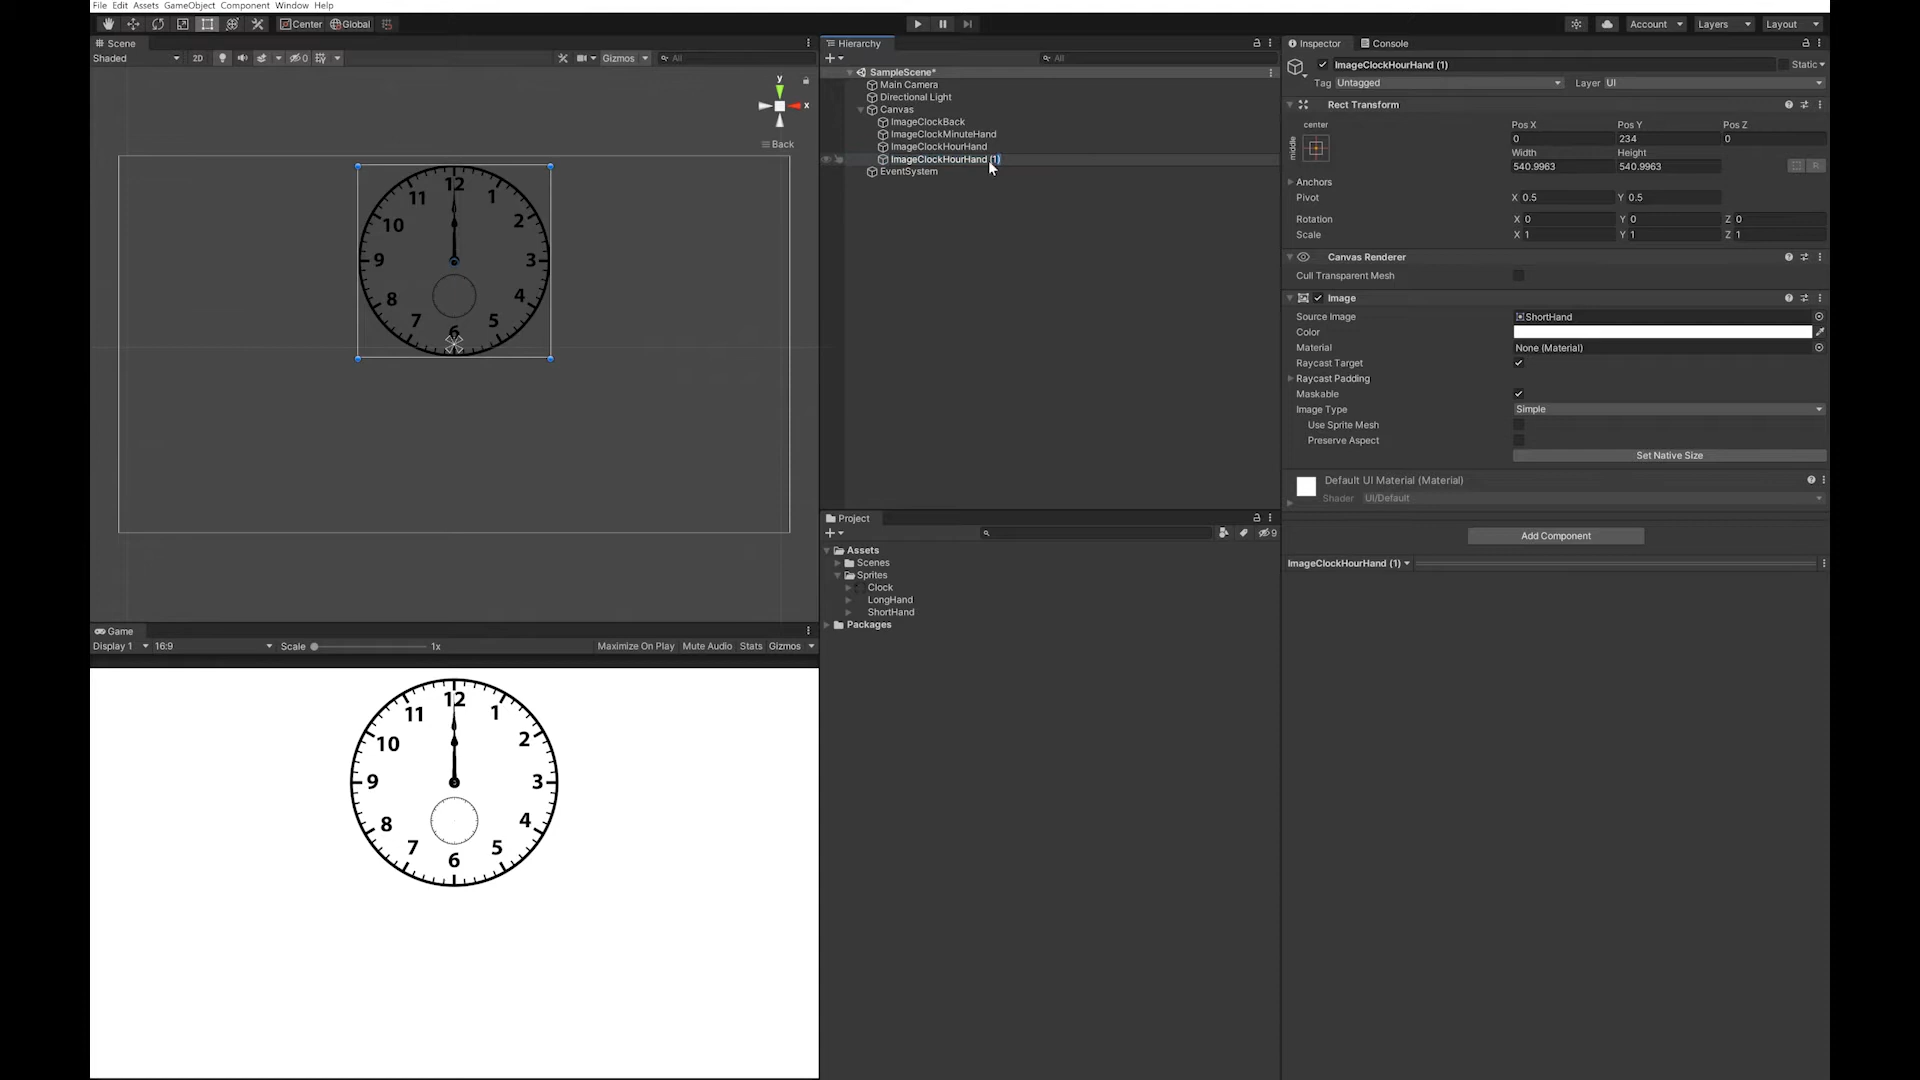 File Edit Assets GameObject Component Window Help
Center Global Account Layers Layout
Scene
Shaded 2D 0 Gizmos All
y
x
Back
12
11 1
10 2
9 3
8 4
7 5
6
Game
Display 1 16:9 Scale 1x Maximize On Play Mute Audio Stats Gizmos
12
11 1
10 2
9 3
8 4
7 5
6
Hierarchy
All
SampleScene*
Main Camera
Directional Light
Canvas
ImageClockBack
ImageClockMinuteHand
ImageClockHourHand
ImageClockHourHand (1)
EventSystem
Project
9
Assets
Scenes
Sprites
Clock
LongHand
ShortHand
Packages
Inspector Console
ImageClockHourHand (1) Static
Tag Untagged Layer UI
Rect Transform
center
middle
Pos X Pos Y Pos Z
0 234 0
Width Height
540.9963 540.9963 R
Anchors
Pivot X 0.5 Y 0.5
Rotation X 0 Y 0 Z 0
Scale X 1 Y 1 Z 1
Canvas Renderer
Cull Transparent Mesh
Image
Source Image ShortHand
Color
Material None (Material)
Raycast Target
Raycast Padding
Maskable
Image Type Simple
Use Sprite Mesh
Preserve Aspect
Set Native Size
Default UI Material (Material)
Shader UI/Default
Add Component
ImageClockHourHand (1)